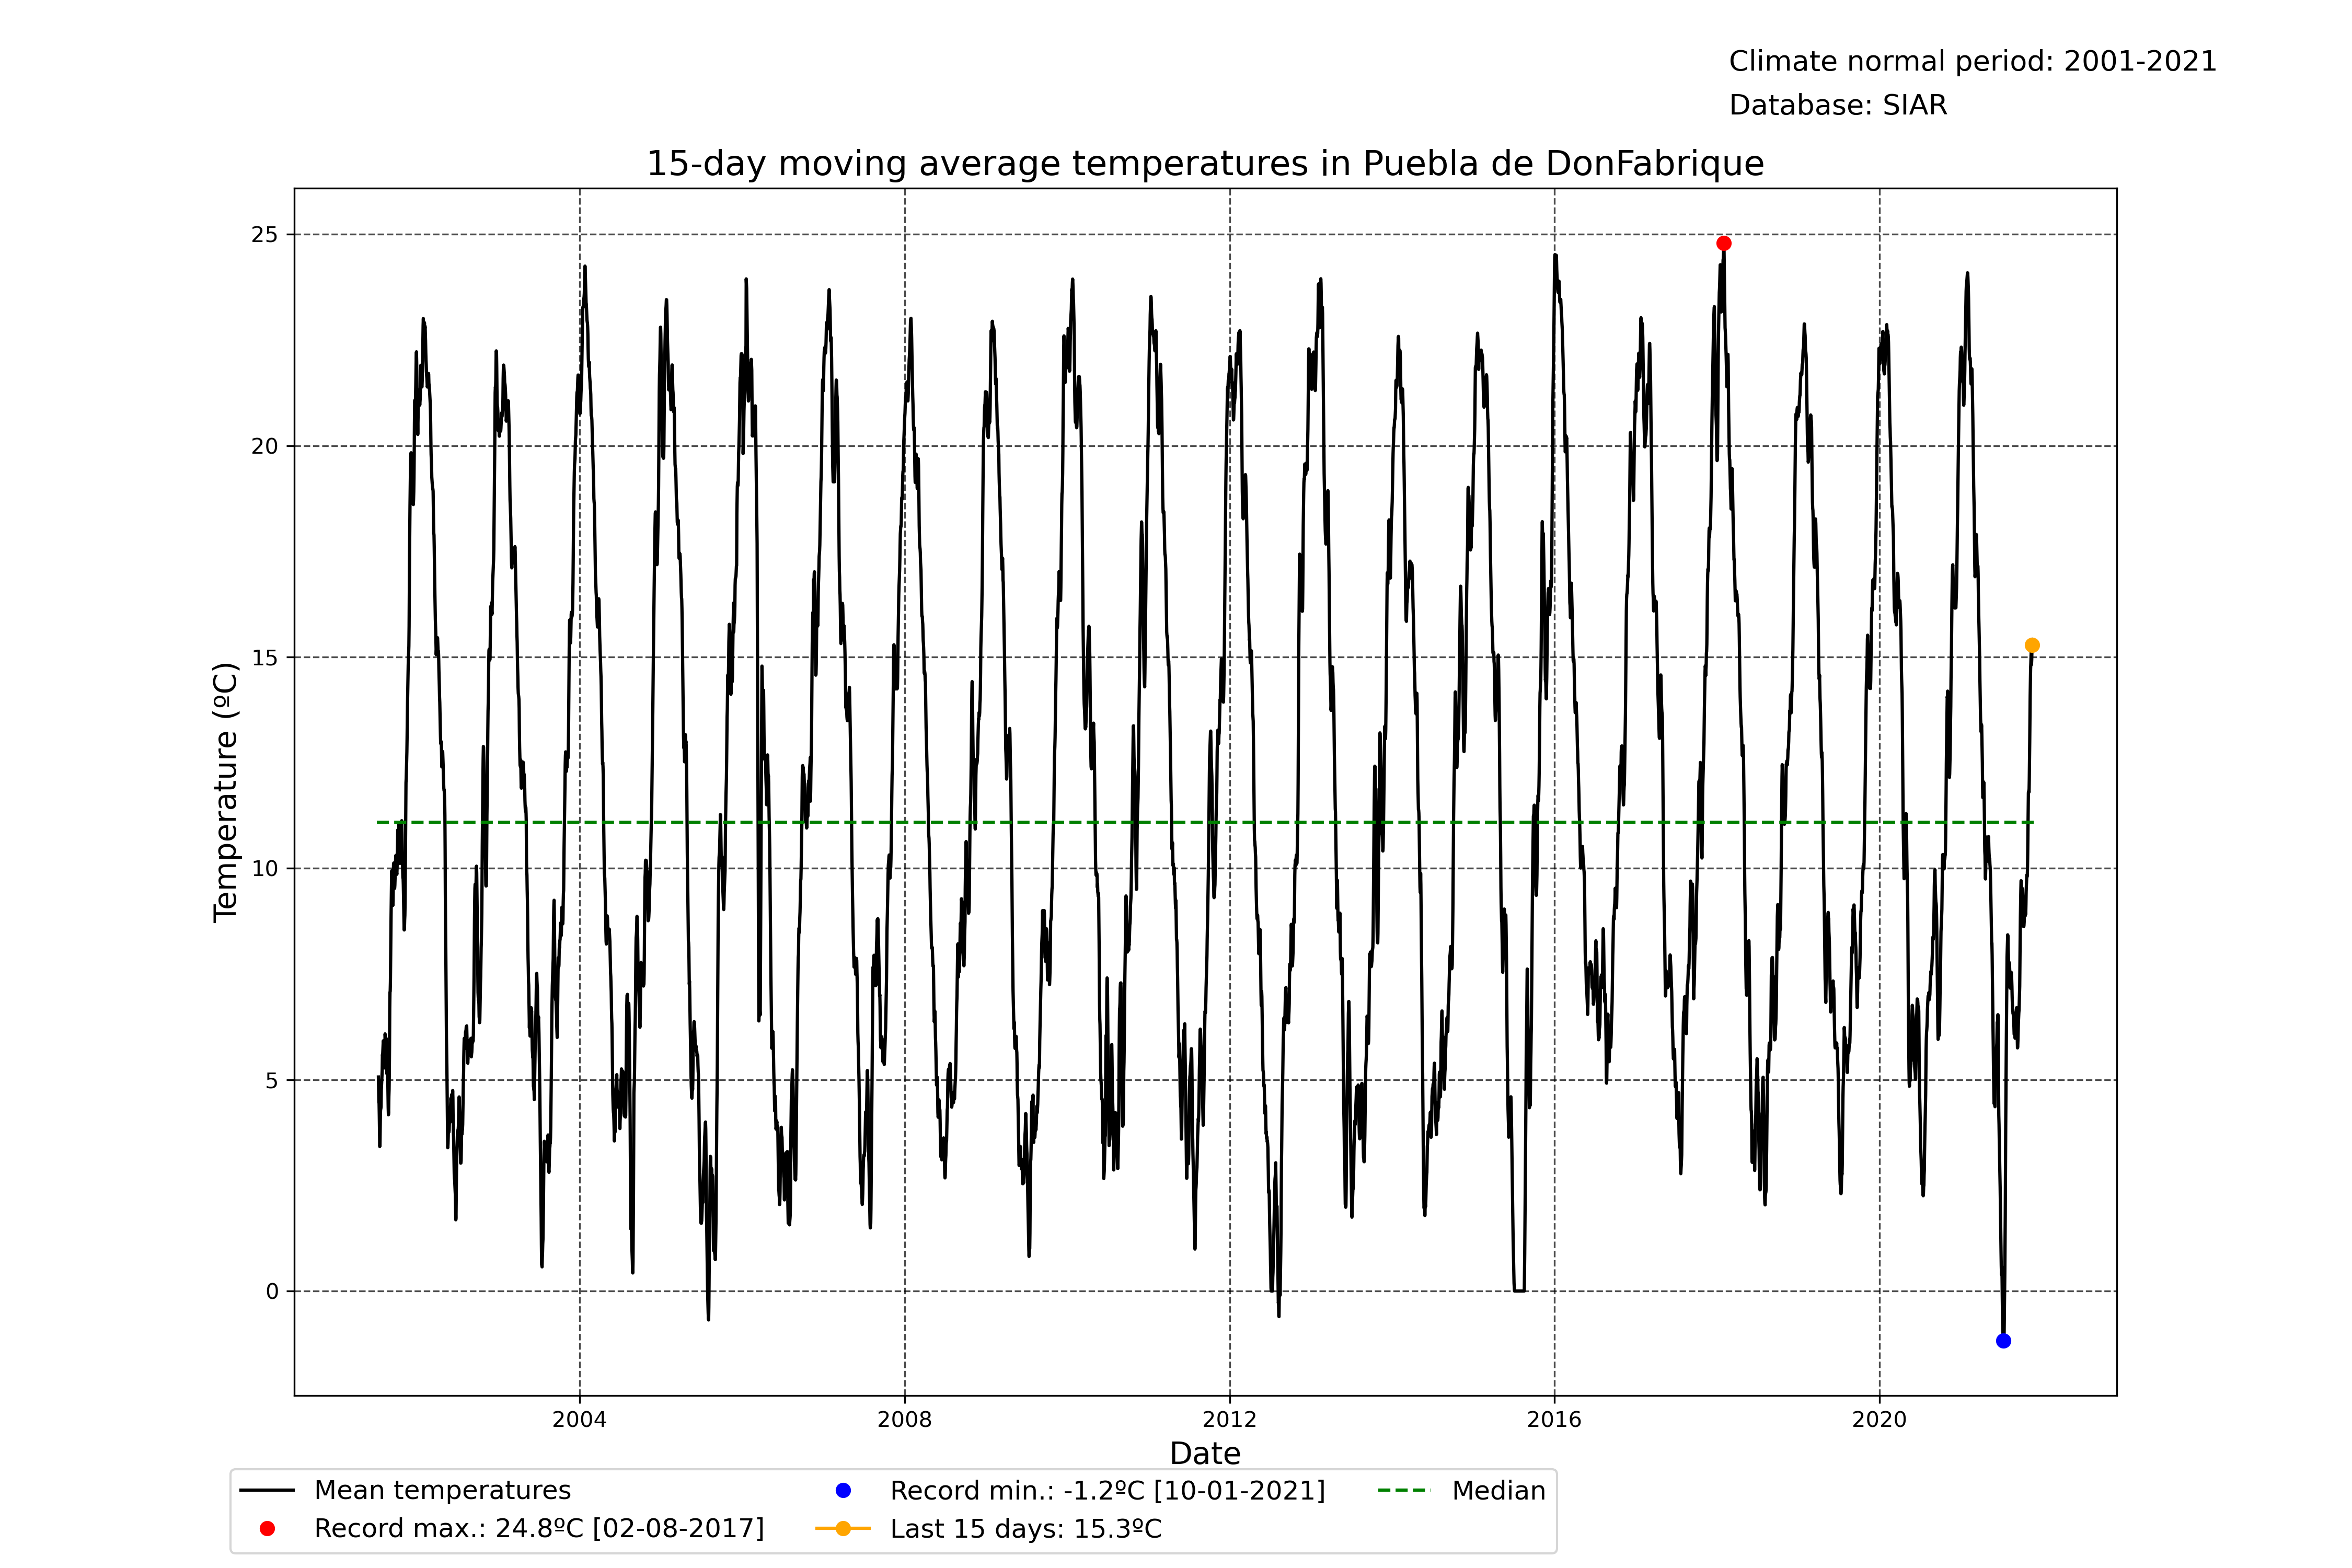 Climate normal period: 2001-2021
Database: SIAR
15-day moving average temperatures in Puebla de DonFabrique
25
20
15
10
5
0
Temperature (ºC)
2004 2008 2012 2016 2020
Date
Mean temperatures
Record max.: 24.8ºC [02-08-2017]
Record min.: -1.2ºC [10-01-2021]
Last 15 days: 15.3ºC
Median